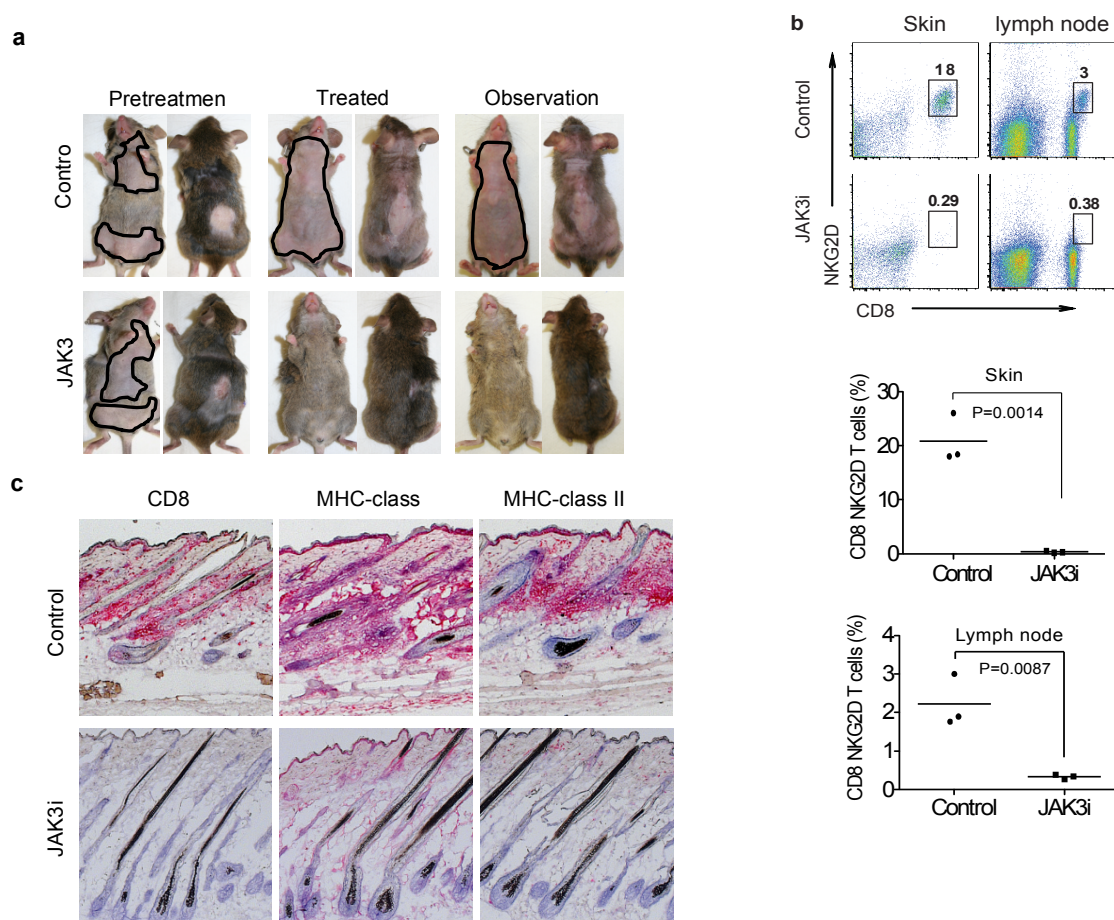 a
Pretreatmen Treated Observation
Contro
JAK3
b
Skin lymph node
Control
18 3
JAK3i
0.29 0.38
NKG2D
CD8
CD8 NKG2D T cells (%)
Skin
P=0.0014
30
20
10
0
Control JAK3i
CD8 NKG2D T cells (%)
Lymph node
P=0.0087
4
3
2
1
0
Control JAK3i
c
CD8 MHC-class MHC-class II
Control
JAK3i